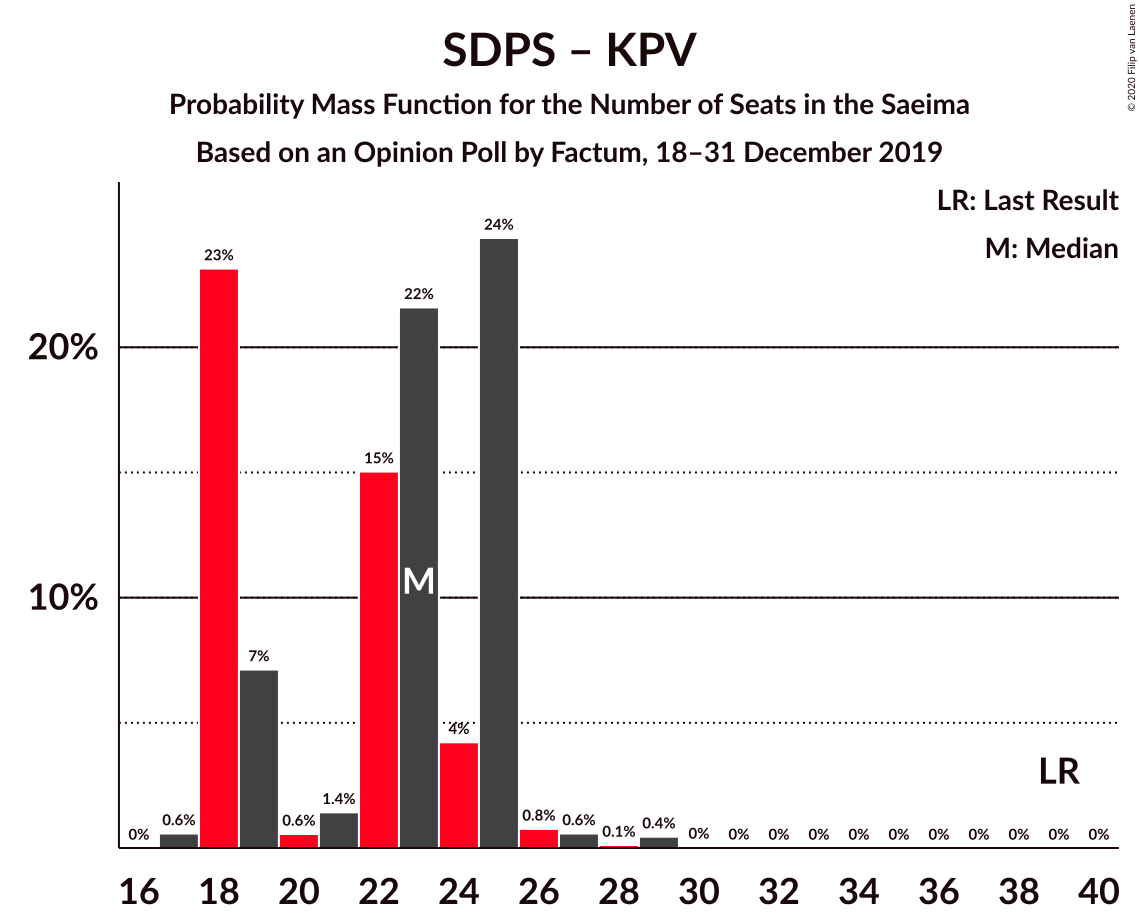 SDPS – KPV
Probability Mass Function for the Number of Seats in the Saeima
Based on an Opinion Poll by Factum, 18–31 December 2019
© 2020 Filip van Laenen
LR: Last Result
M: Median
20%
10%
0% 0.6% 23% 7% 0.6% 1.4% 15% 22% 4% 24% 0.8% 0.6% 0.1% 0.4% 0% 0% 0% 0% 0% 0% 0% 0% 0% 0% 0%
M
LR
16 18 20 22 24 26 28 30 32 34 36 38 40